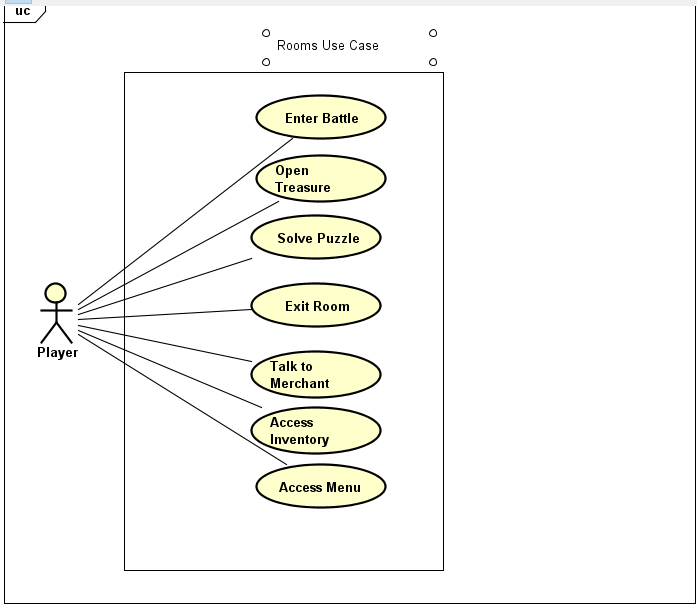 uc
Rooms Use Case
Enter Battle
Open
Treasure
Solve Puzzle
Exit Room
Player
Talk to
Merchant
Access
Inventory
Access Menu